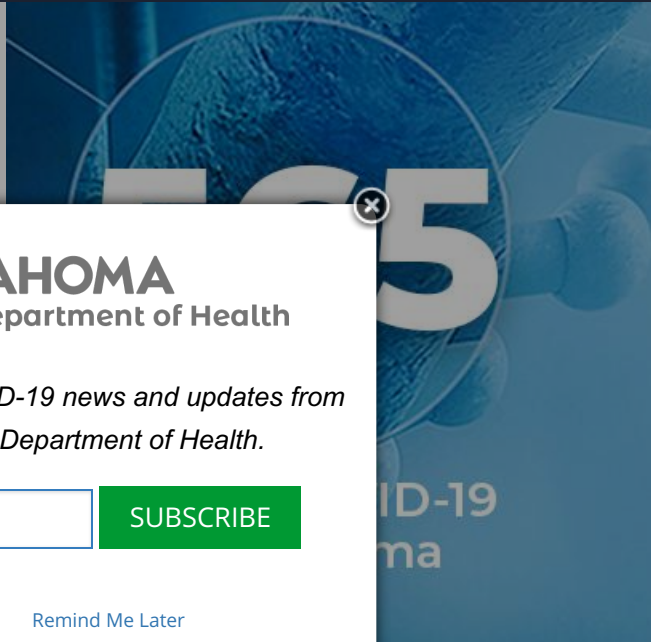 5
AHOMA
epartment of Health
D-19 news and updates from
Department of Health.
SUBSCRIBE
ID-19
ma
Remind Me Later